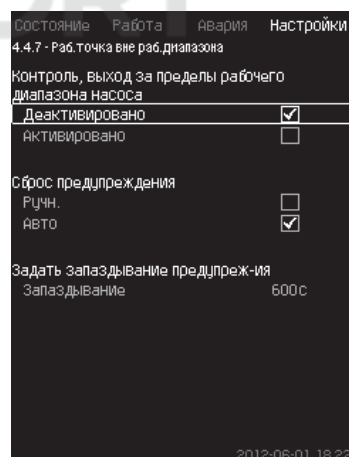 Состояние Работа Авария Настройки
4.4.7 - Раб.точка вне раб.диапазона
Контроль, выход за пределы рабочего
диапазона насоса
Деактивировано
Активировано
Сброс предупреждения
Ручн.
Авто
Задать запаздывание предупреж-ия
Запаздывание 600с
2012-06-01 18:22